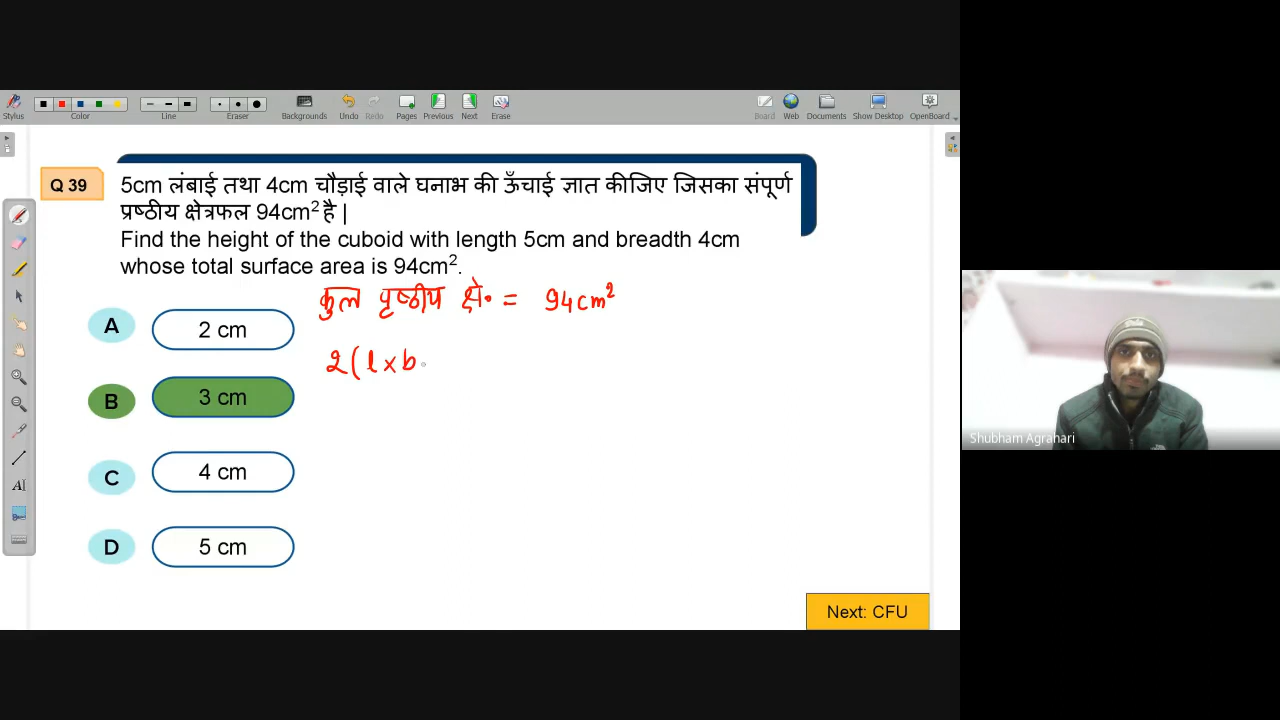 Stylus
Color
Line
Eraser
Backgrounds
Undo
Redo
Pages
Previous
Next
Erase
Board
Web
Documents
Show Desktop
OpenBoard
Q 39
5cm लंबाई तथा 4cm चौड़ाई वाले घनाभ की ऊँचाई ज्ञात कीजिए जिसका संपूर्ण
प्रष्ठीय क्षेत्रफल 94cm² है |
Find the height of the cuboid with length 5cm and breadth 4cm
whose total surface area is 94cm².
कुल पृष्ठीय क्षे॰ = 94cm²
A
2 cm
2(l×b
B
3 cm
C
4 cm
D
5 cm
Next: CFU
Shubham Agrahari